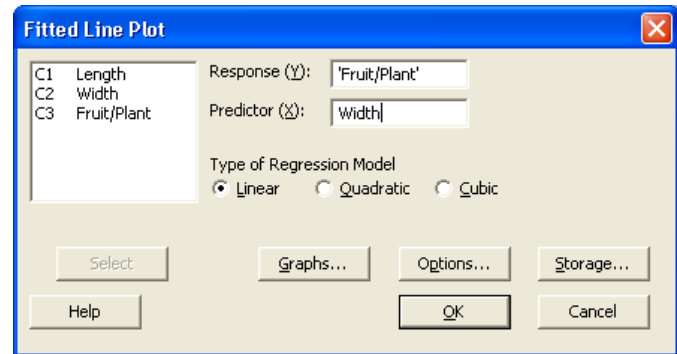 Fitted Line Plot
C1 Length
C2 Width
C3 Fruit/Plant
Response (Y): 'Fruit/Plant'
Predictor (X): Width
Type of Regression Model
Linear Quadratic Cubic
Select Graphs... Options... Storage...
Help OK Cancel